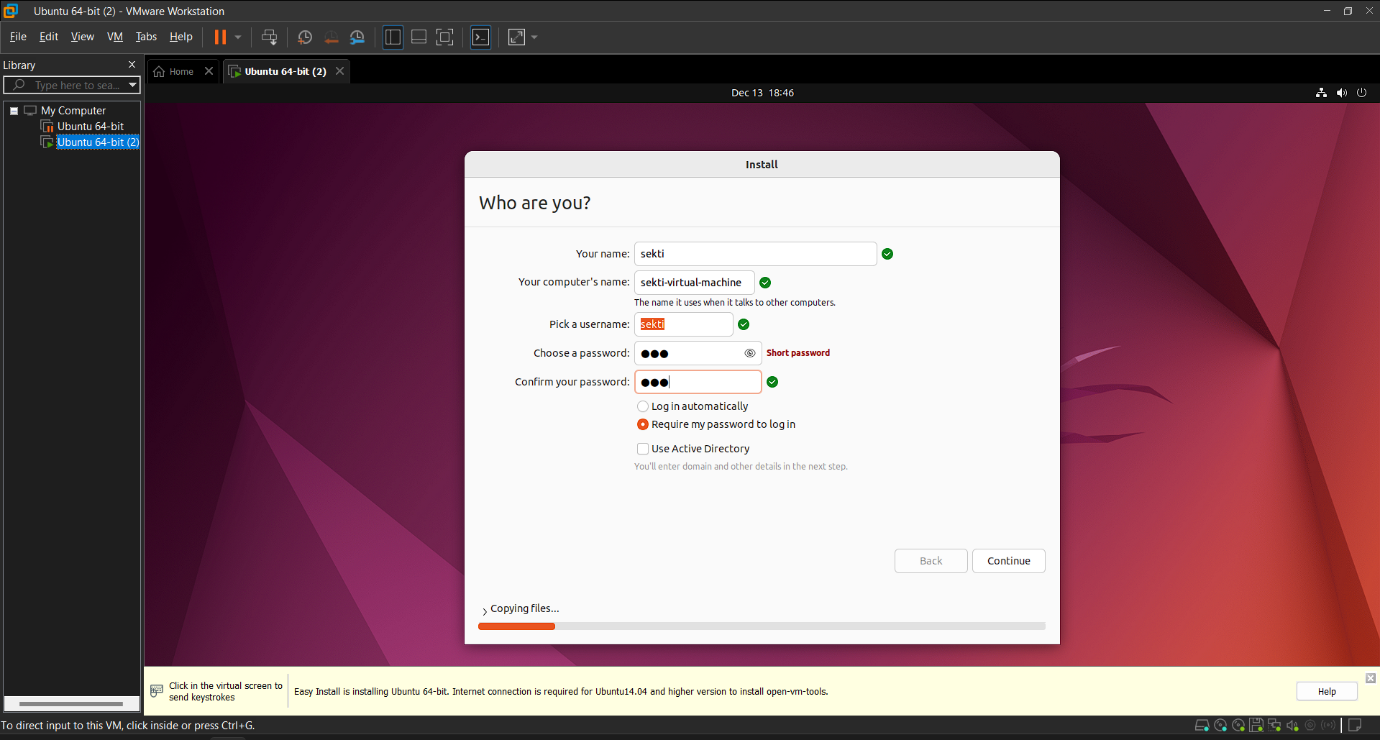 Ubuntu 64-bit (2) - VMware Workstation
File Edit View VM Tabs Help
Library
Type here to sea...
Home
Ubuntu 64-bit (2)
Dec 13 18:46
My Computer
Ubuntu 64-bit
Ubuntu 64-bit (2)
Install
Who are you?
Your name: sekti
Your computer's name: sekti-virtual-machine
The name it uses when it talks to other computers.
Pick a username: sekti
Choose a password: ●●● Short password
Confirm your password: ●●●
Log in automatically
Require my password to log in
Use Active Directory
You'll enter domain and other details in the next step.
Back Continue
Copying files...
Click in the virtual screen to
send keystrokes
Easy Install is installing Ubuntu 64-bit. Internet connection is required for Ubuntu14.04 and higher version to install open-vm-tools.
Help
To direct input to this VM, click inside or press Ctrl+G.